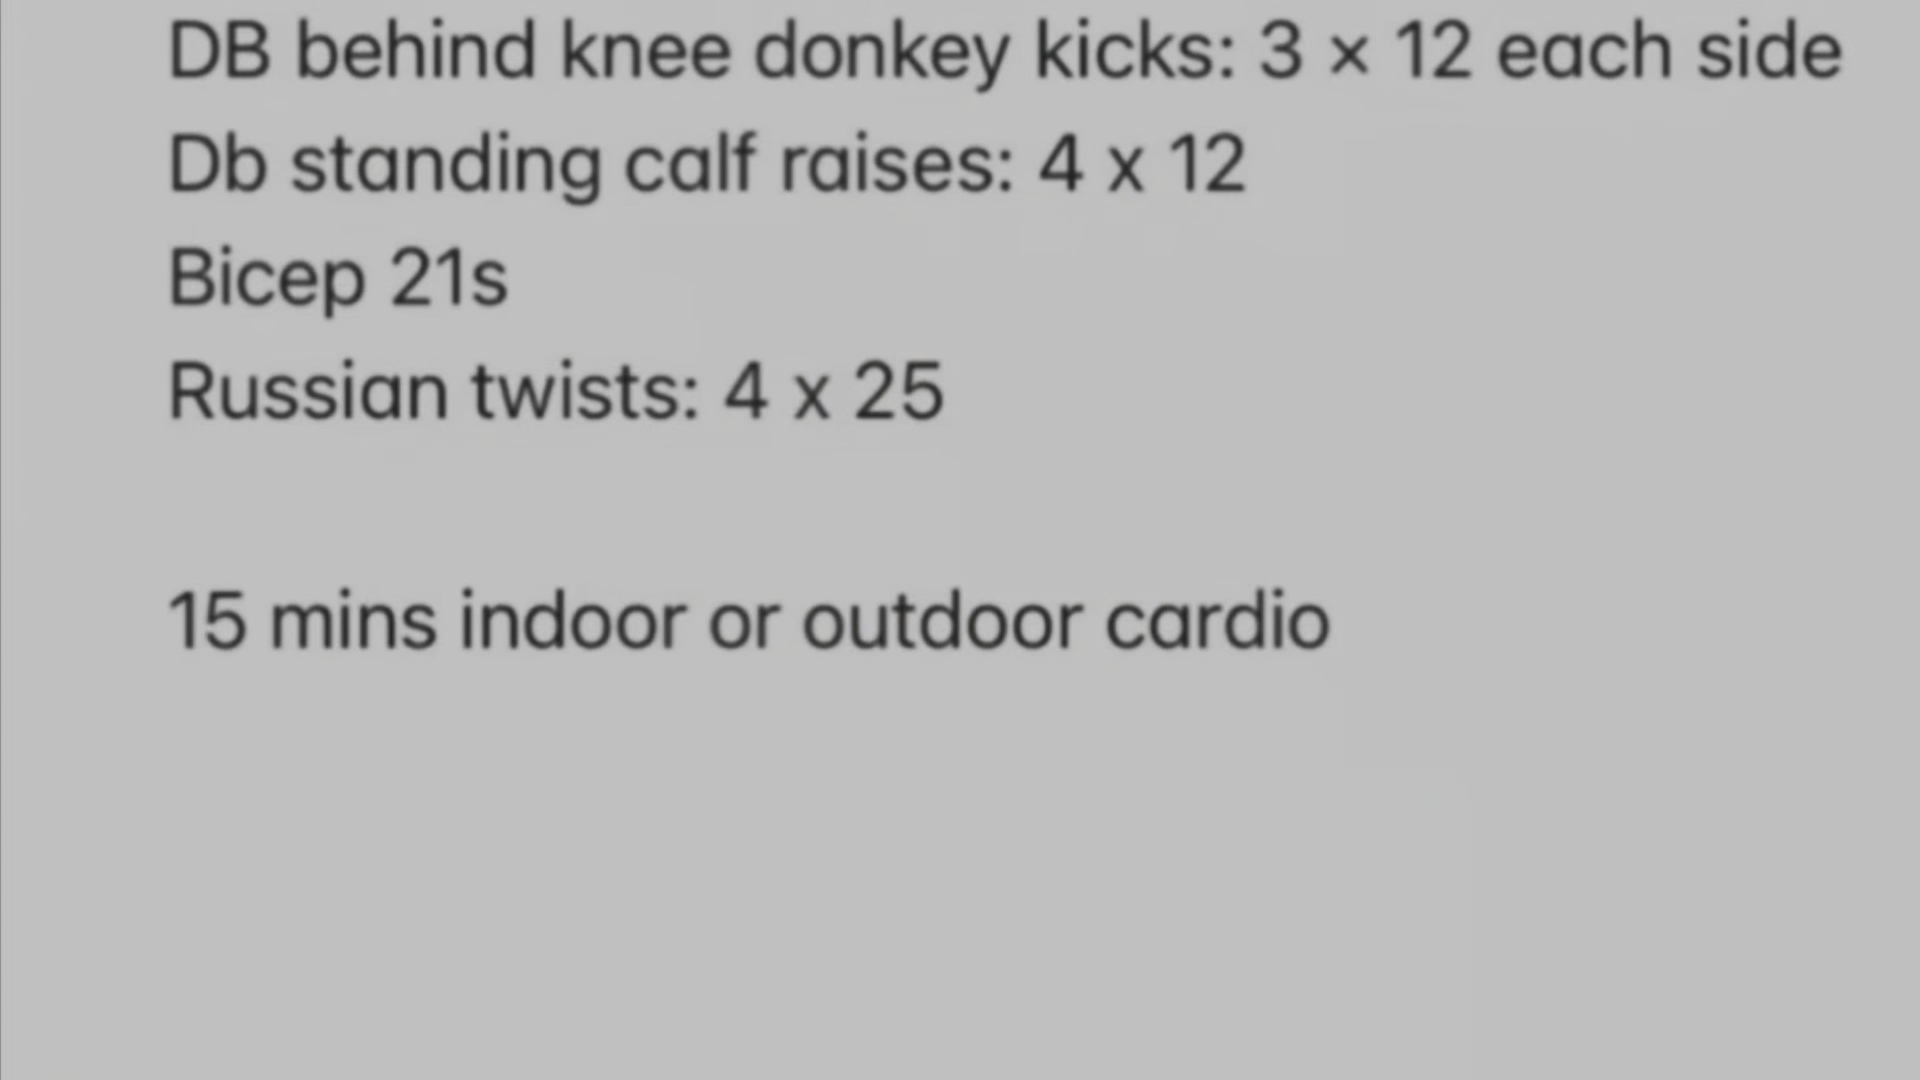 DB behind knee donkey kicks: 3 × 12 each side
Db standing calf raises: 4 x 12
Bicep 21s
Russian twists: 4 x 25
15 mins indoor or outdoor cardio